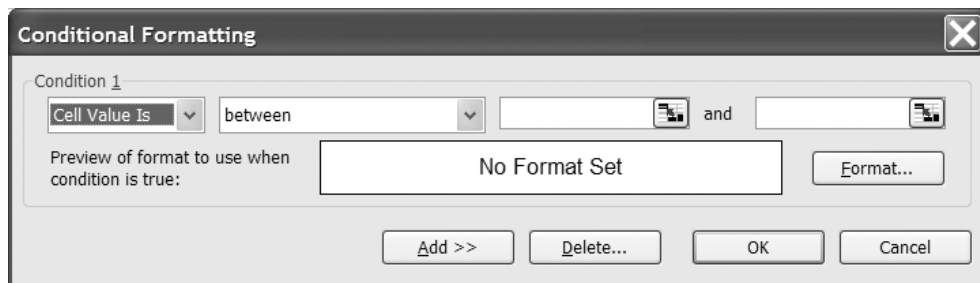 Conditional Formatting
Condition 1
Cell Value Is between and
Preview of format to use when
condition is true:
No Format Set
Format...
Add >> Delete... OK Cancel